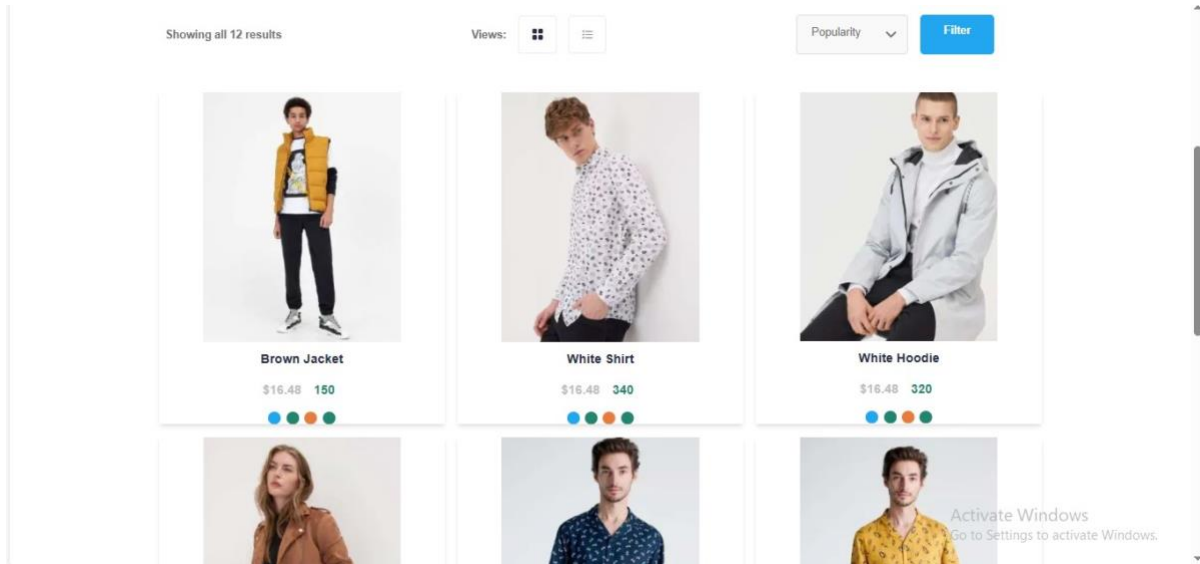 Showing all 12 results
Views:
Popularity
Filter
Brown Jacket
$16.48 150
White Shirt
$16.48 340
White Hoodie
$16.48 320
Activate Windows
Go to Settings to activate Windows.